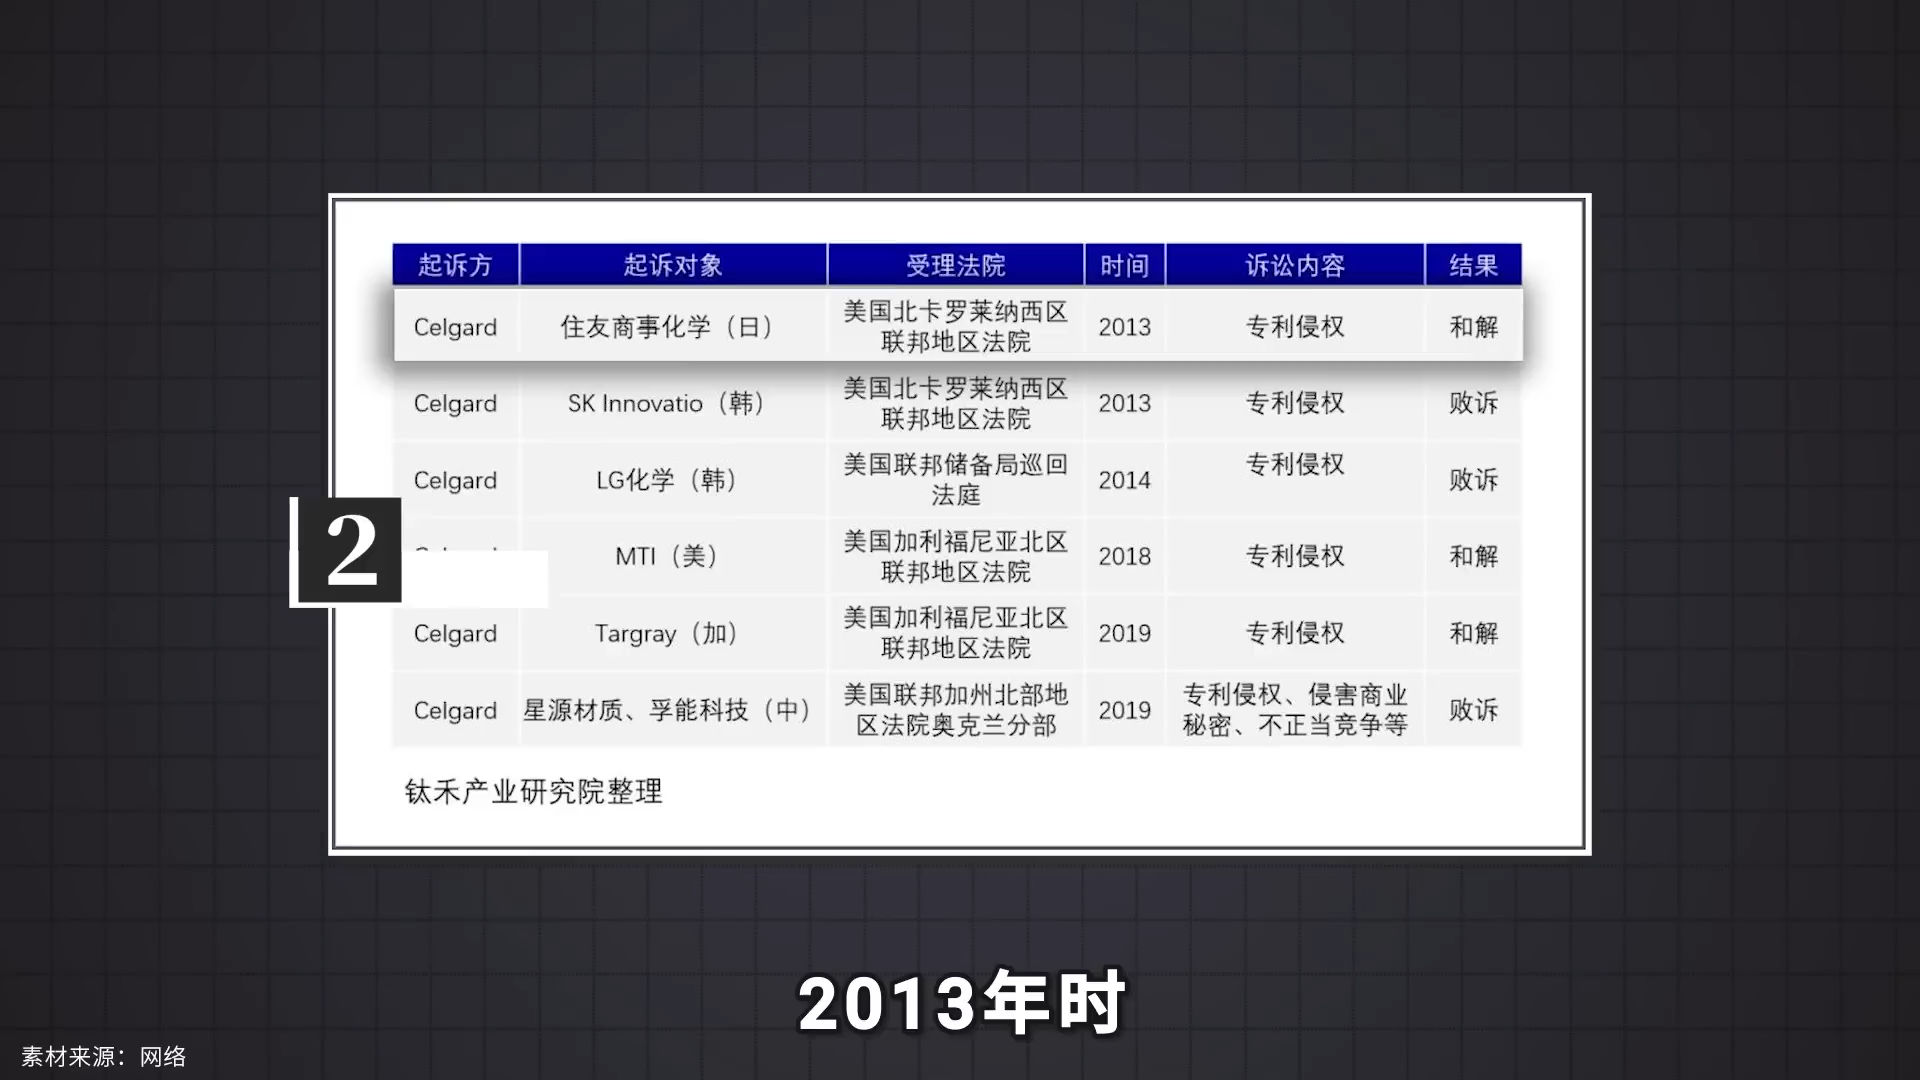 起诉方 起诉对象 受理法院 时间 诉讼内容 结果
Celgard 住友商事化学（日） 美国北卡罗莱纳西区 2013 专利侵权 和解
联邦地区法院
Celgard SK Innovatio（韩） 美国北卡罗莱纳西区 2013 专利侵权 败诉
联邦地区法院
Celgard LG化学（韩） 美国联邦储备局巡回 2014 专利侵权 败诉
法庭
2
MTI（美） 美国加利福尼亚北区 2018 专利侵权 和解
联邦地区法院
Celgard Targray（加） 美国加利福尼亚北区 2019 专利侵权 和解
联邦地区法院
Celgard 星源材质、孚能科技（中） 美国联邦加州北部地 2019 专利侵权、侵害商业 败诉
区法院奥克兰分部 秘密、不正当竞争等
钛禾产业研究院整理
2013年时
素材来源：网络